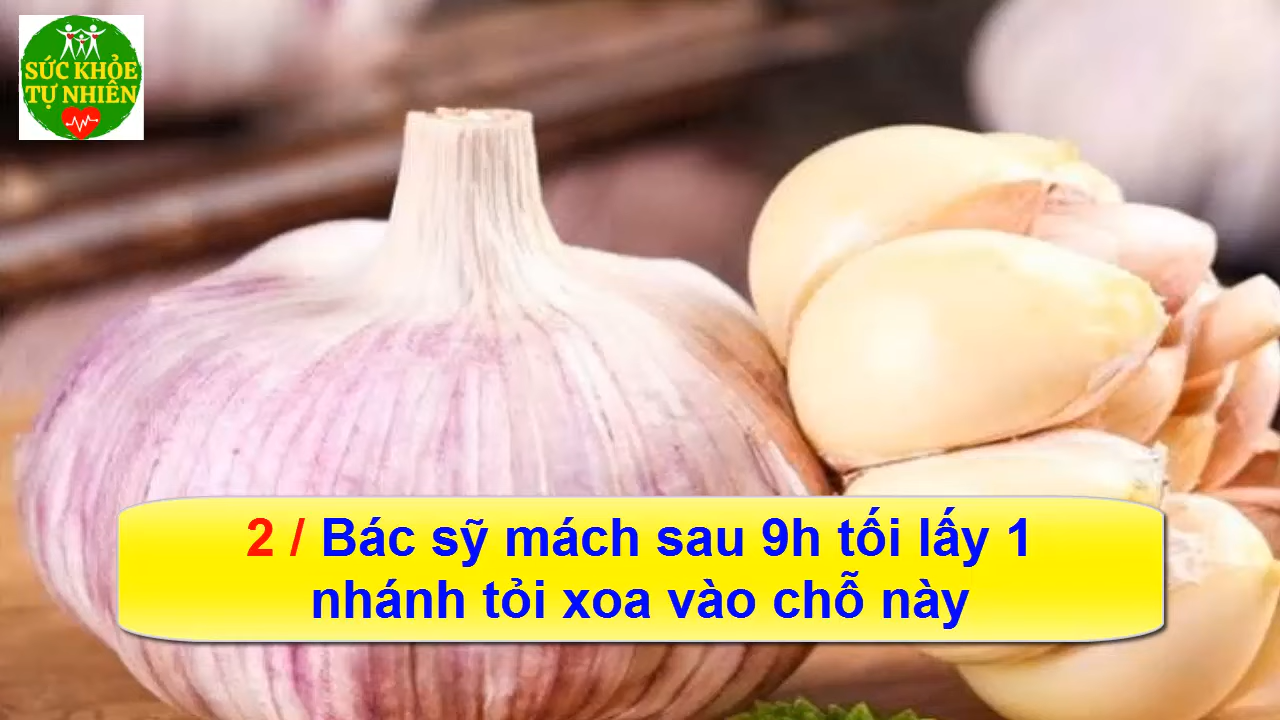 SỨC KHỎE
TỰ NHIÊN
2 / Bác sỹ mách sau 9h tối lấy 1
nhánh tỏi xoa vào chỗ này